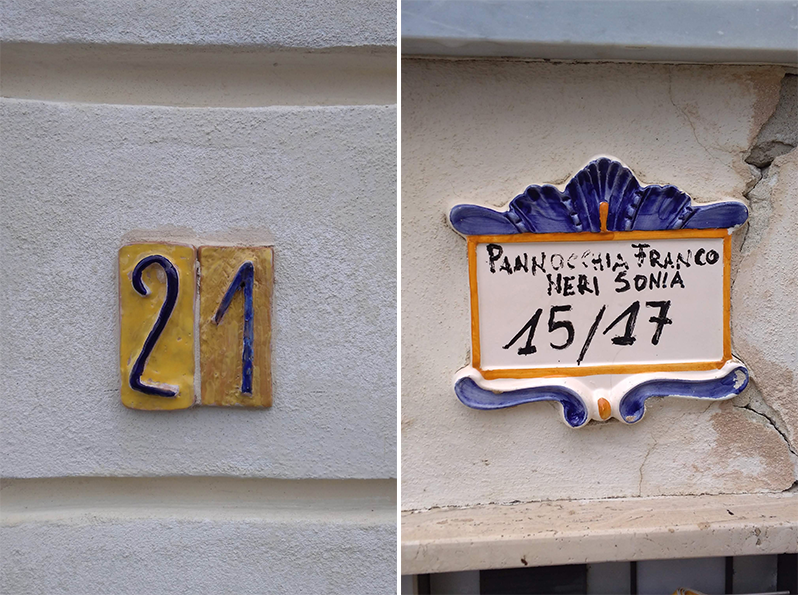 21
PANNOCCHIA FRANCO
NERI SONIA
15/17